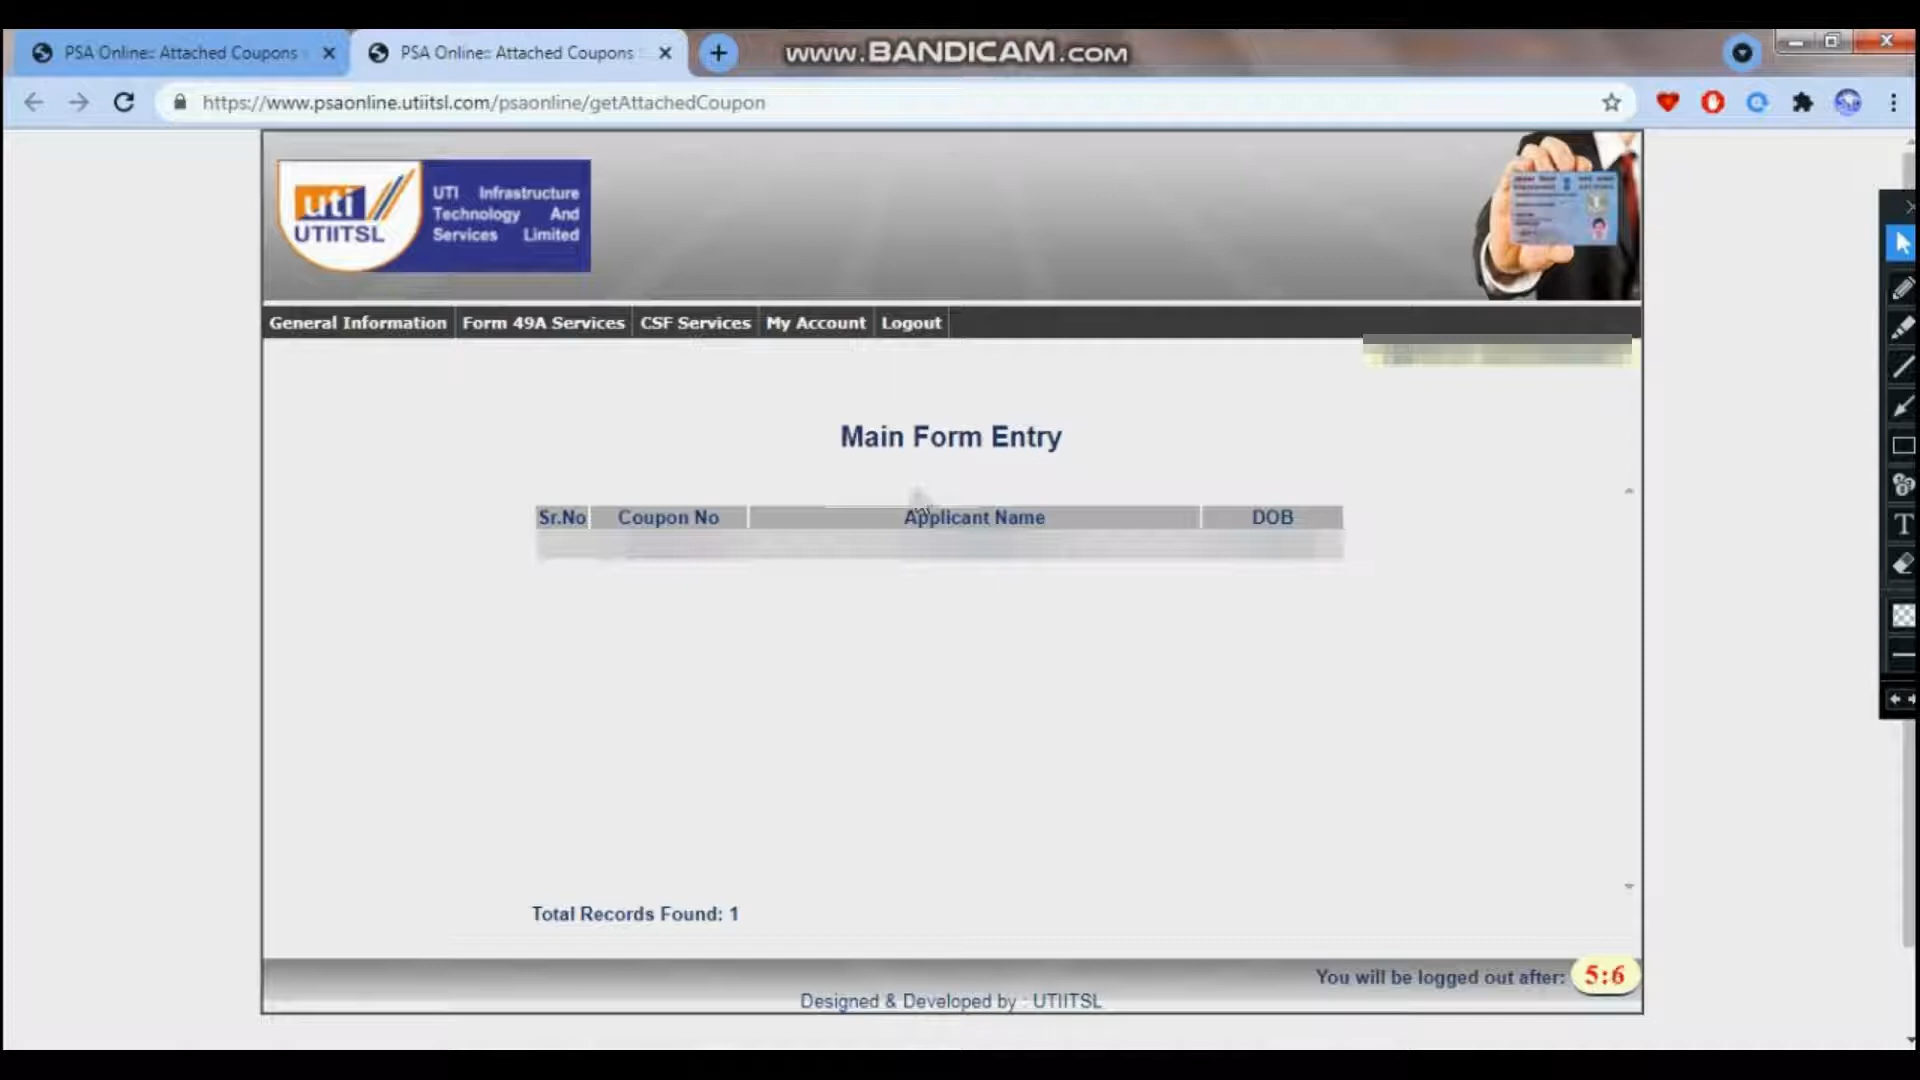 PSA Online:: Attached Coupons
PSA Online:: Attached Coupons
www.BANDICAM.com
https://www.psaonline.utiitsl.com/psaonline/getAttachedCoupon
uti
UTIITSL
UTI Infrastructure
Technology And
Services Limited
General Information Form 49A Services CSF Services My Account Logout
Main Form Entry
Sr.No Coupon No Applicant Name DOB
Total Records Found: 1
You will be logged out after: 5:6
Designed & Developed by : UTIITSL